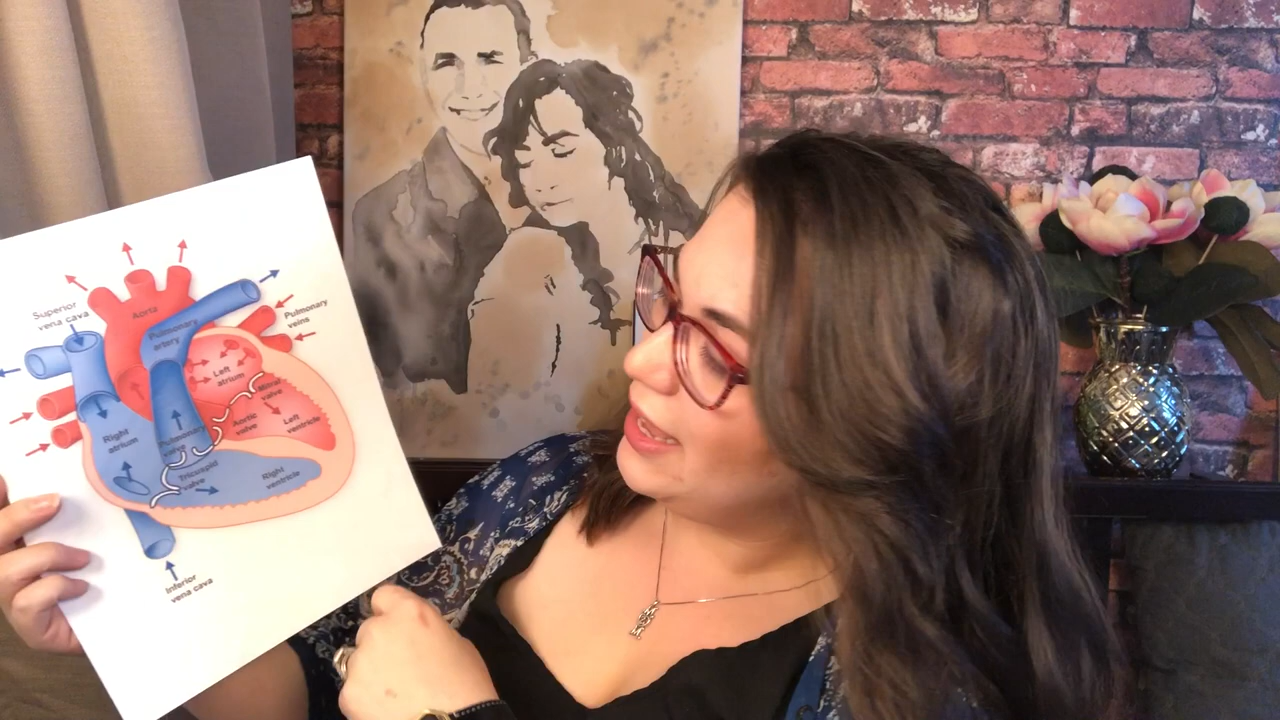 Superior
vena cava
Aorta
Pulmonary
artery
Pulmonary
veins
Left
atrium
Mitral
valve
Aortic
valve
Left
ventricle
Right
atrium
Pulmonary
valve
Tricuspid
valve
Right
ventricle
Inferior
vena cava